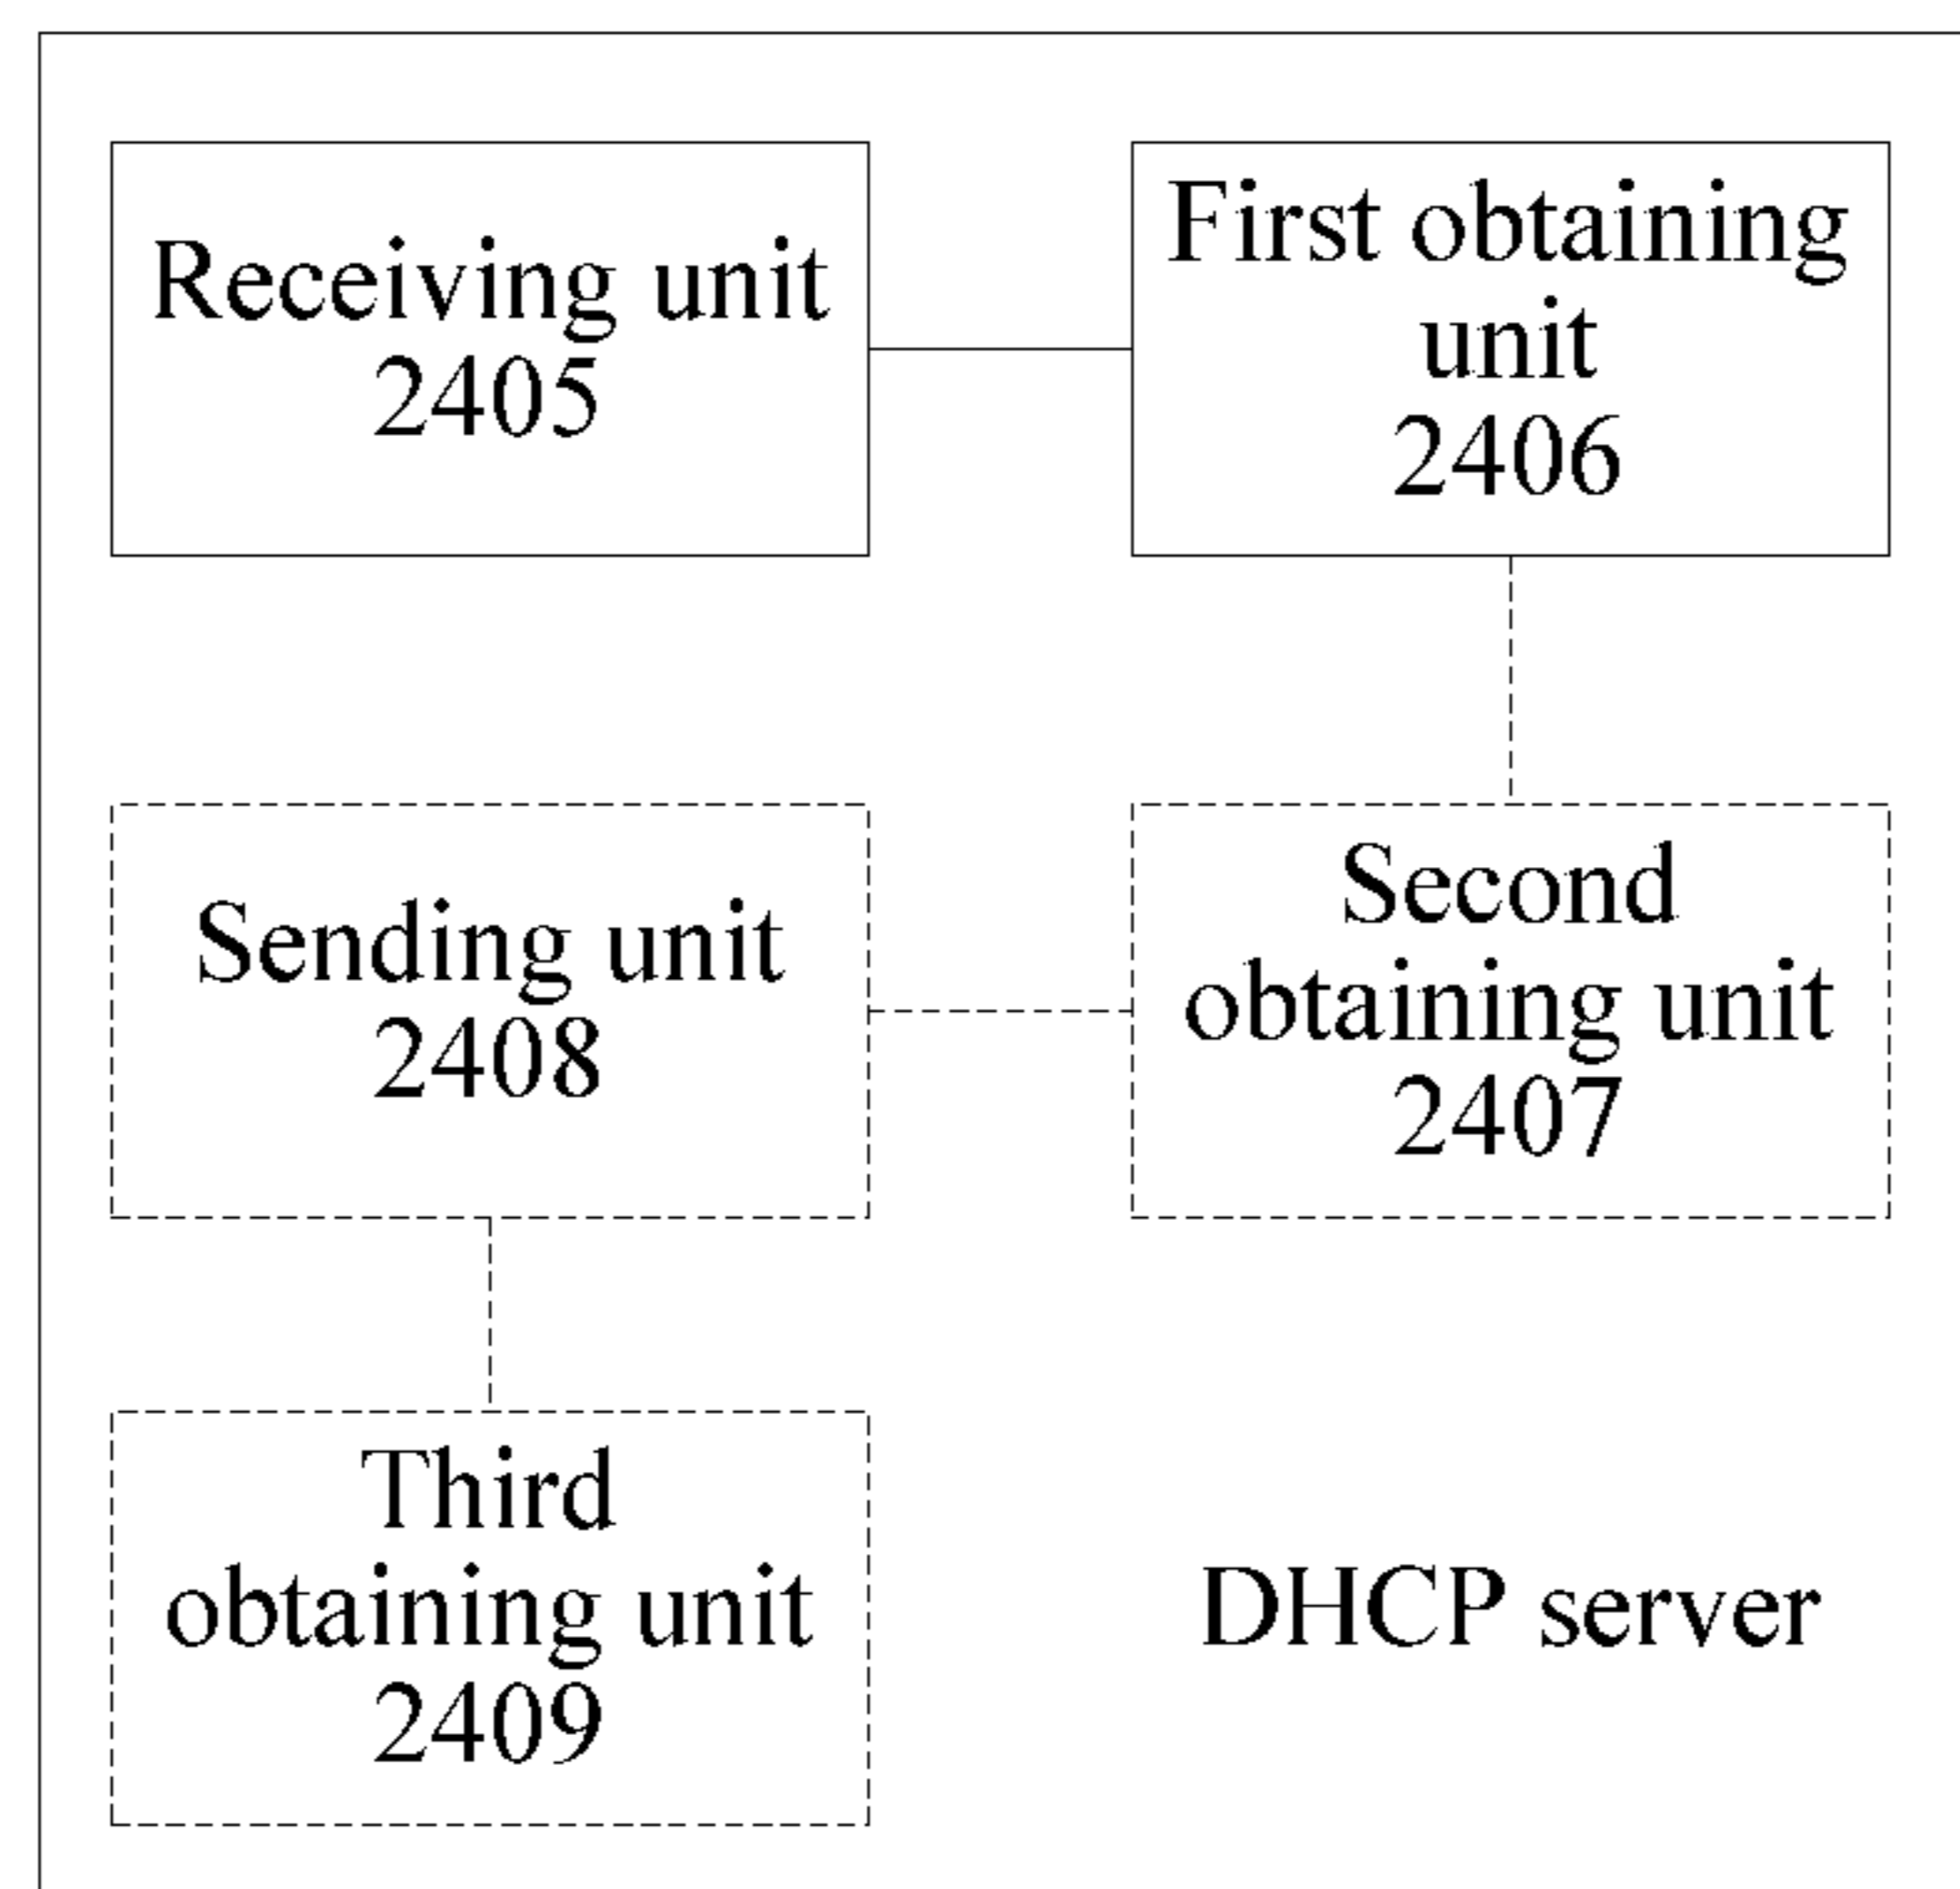 Receiving unit
2405
First obtaining
unit
2406
Sending unit
2408
Second
obtaining unit
2407
Third
obtaining unit
2409
DHCP server